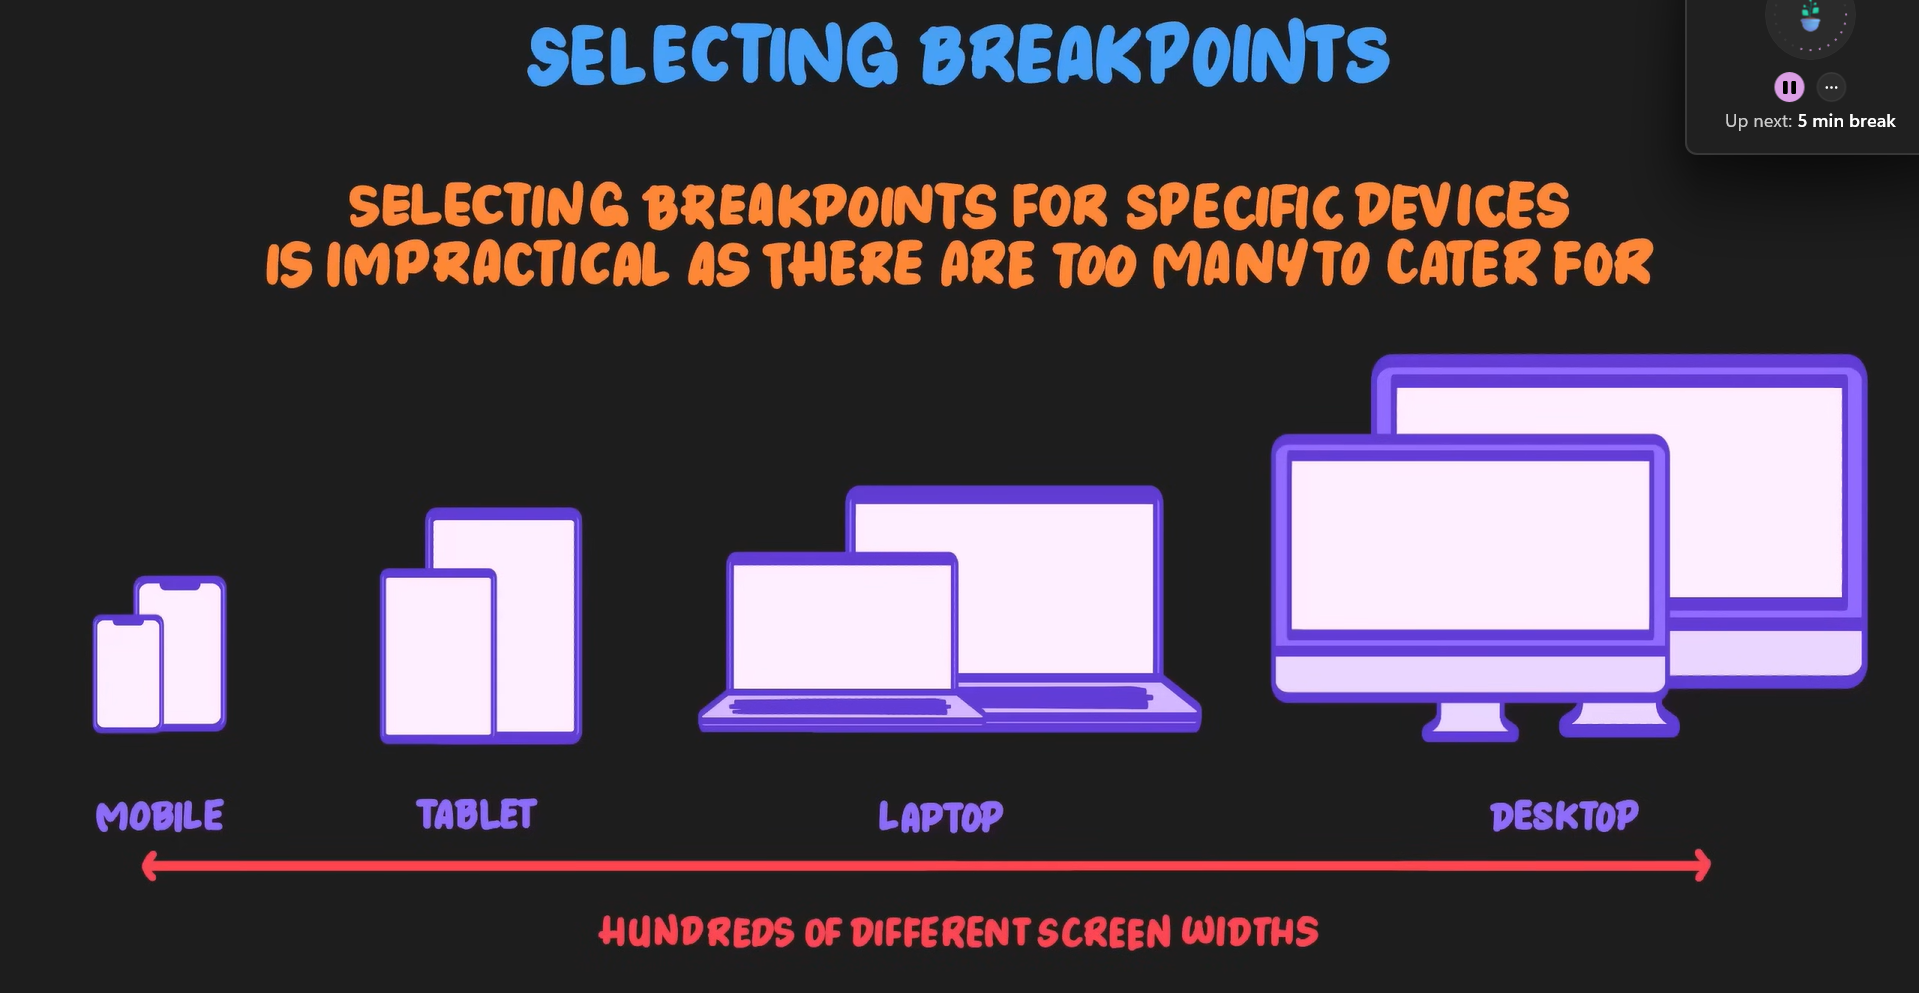 SELECTING BREAKPOINTS
Up next: 5 min break
SELECTING BREAKPOINTS FOR SPECIFIC DEVICES
IS IMPRACTICAL AS THERE ARE TOO MANY TO CATER FOR
MOBILE
TABLET
LAPTOP
DESKTOP
HUNDREDS OF DIFFERENT SCREEN WIDTHS